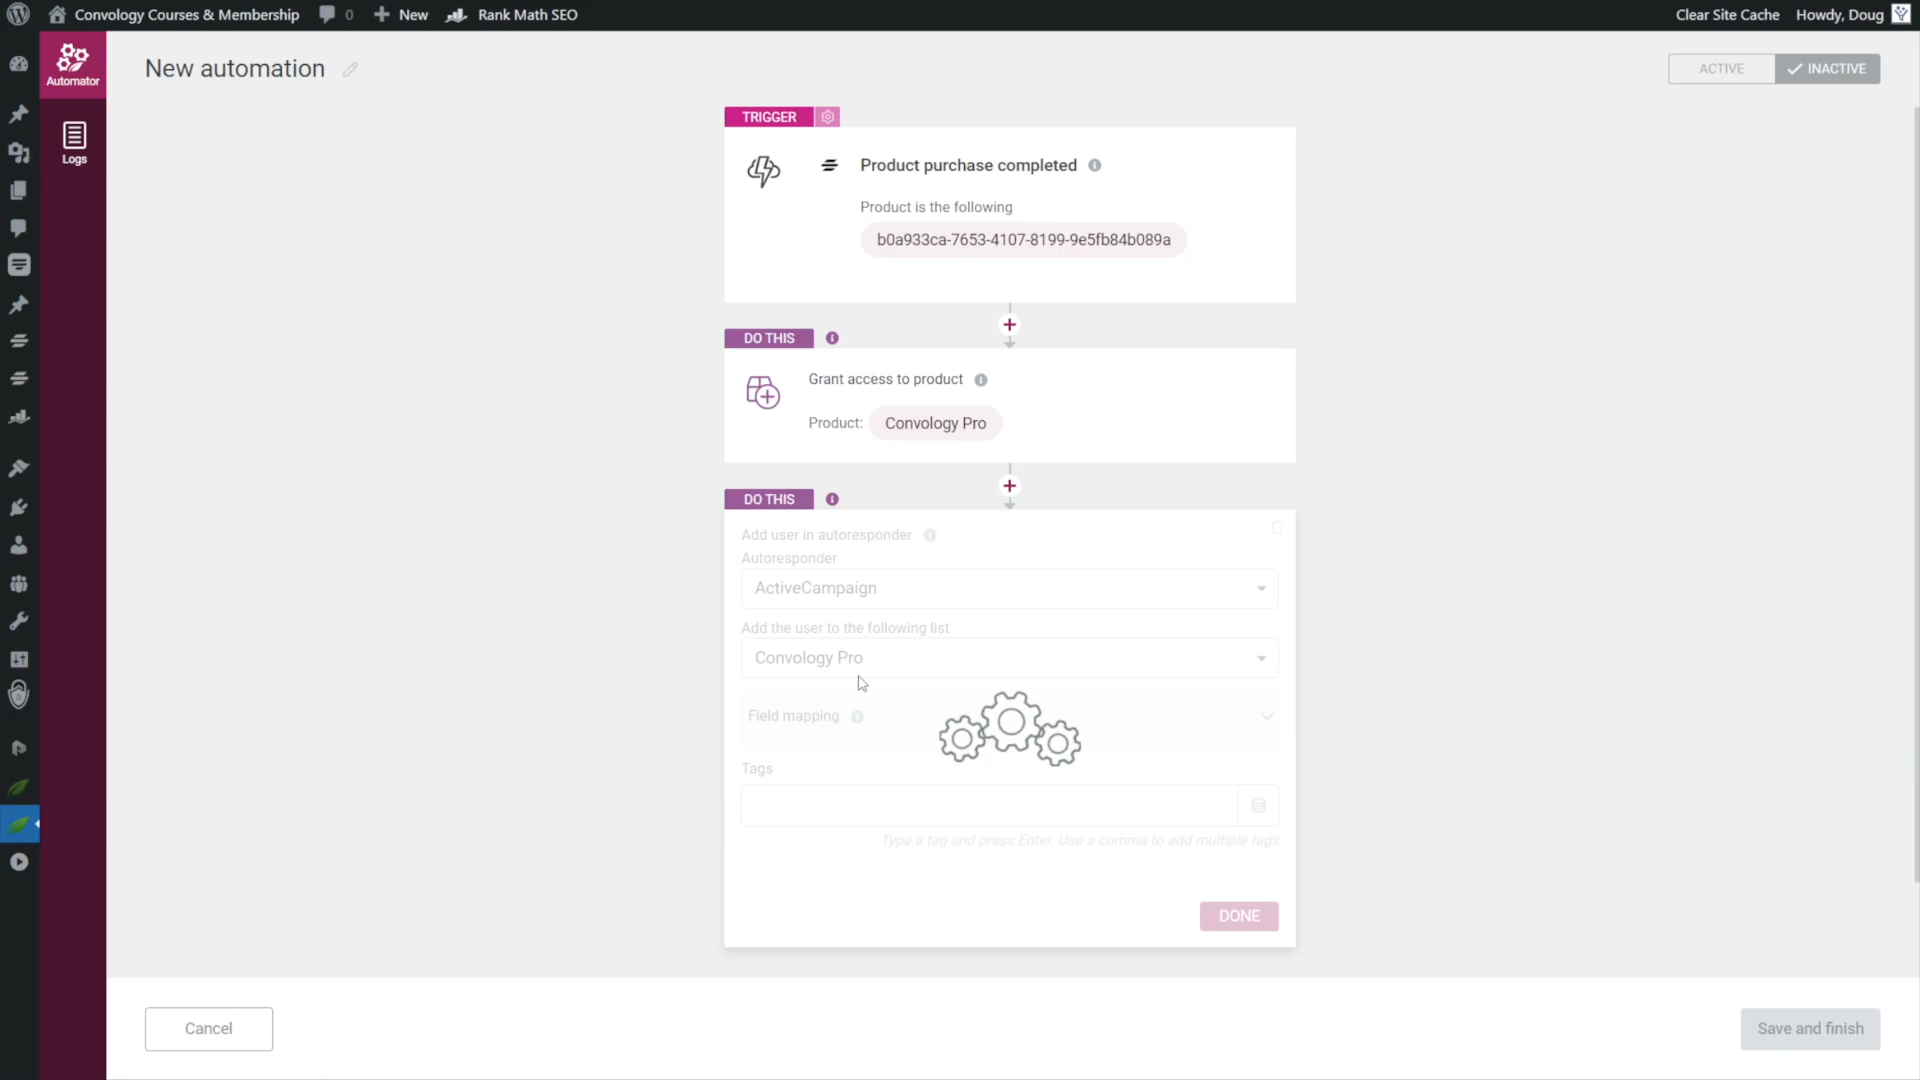 Convology Courses & Membership 0 New Rank Math SEO Clear Site Cache Howdy, Doug
Automator
Logs
New automation
ACTIVE INACTIVE
TRIGGER
Product purchase completed
Product is the following
b0a933ca-7653-4107-8199-9e5fb84b089a
DO THIS
Grant access to product
Product: Convology Pro
DO THIS
Add user in autoresponder
Autoresponder
ActiveCampaign
Add the user to the following list
Convology Pro
Field mapping
Tags
Type a tag and press Enter. Use a comma to add multiple tags
DONE
Cancel
Save and finish